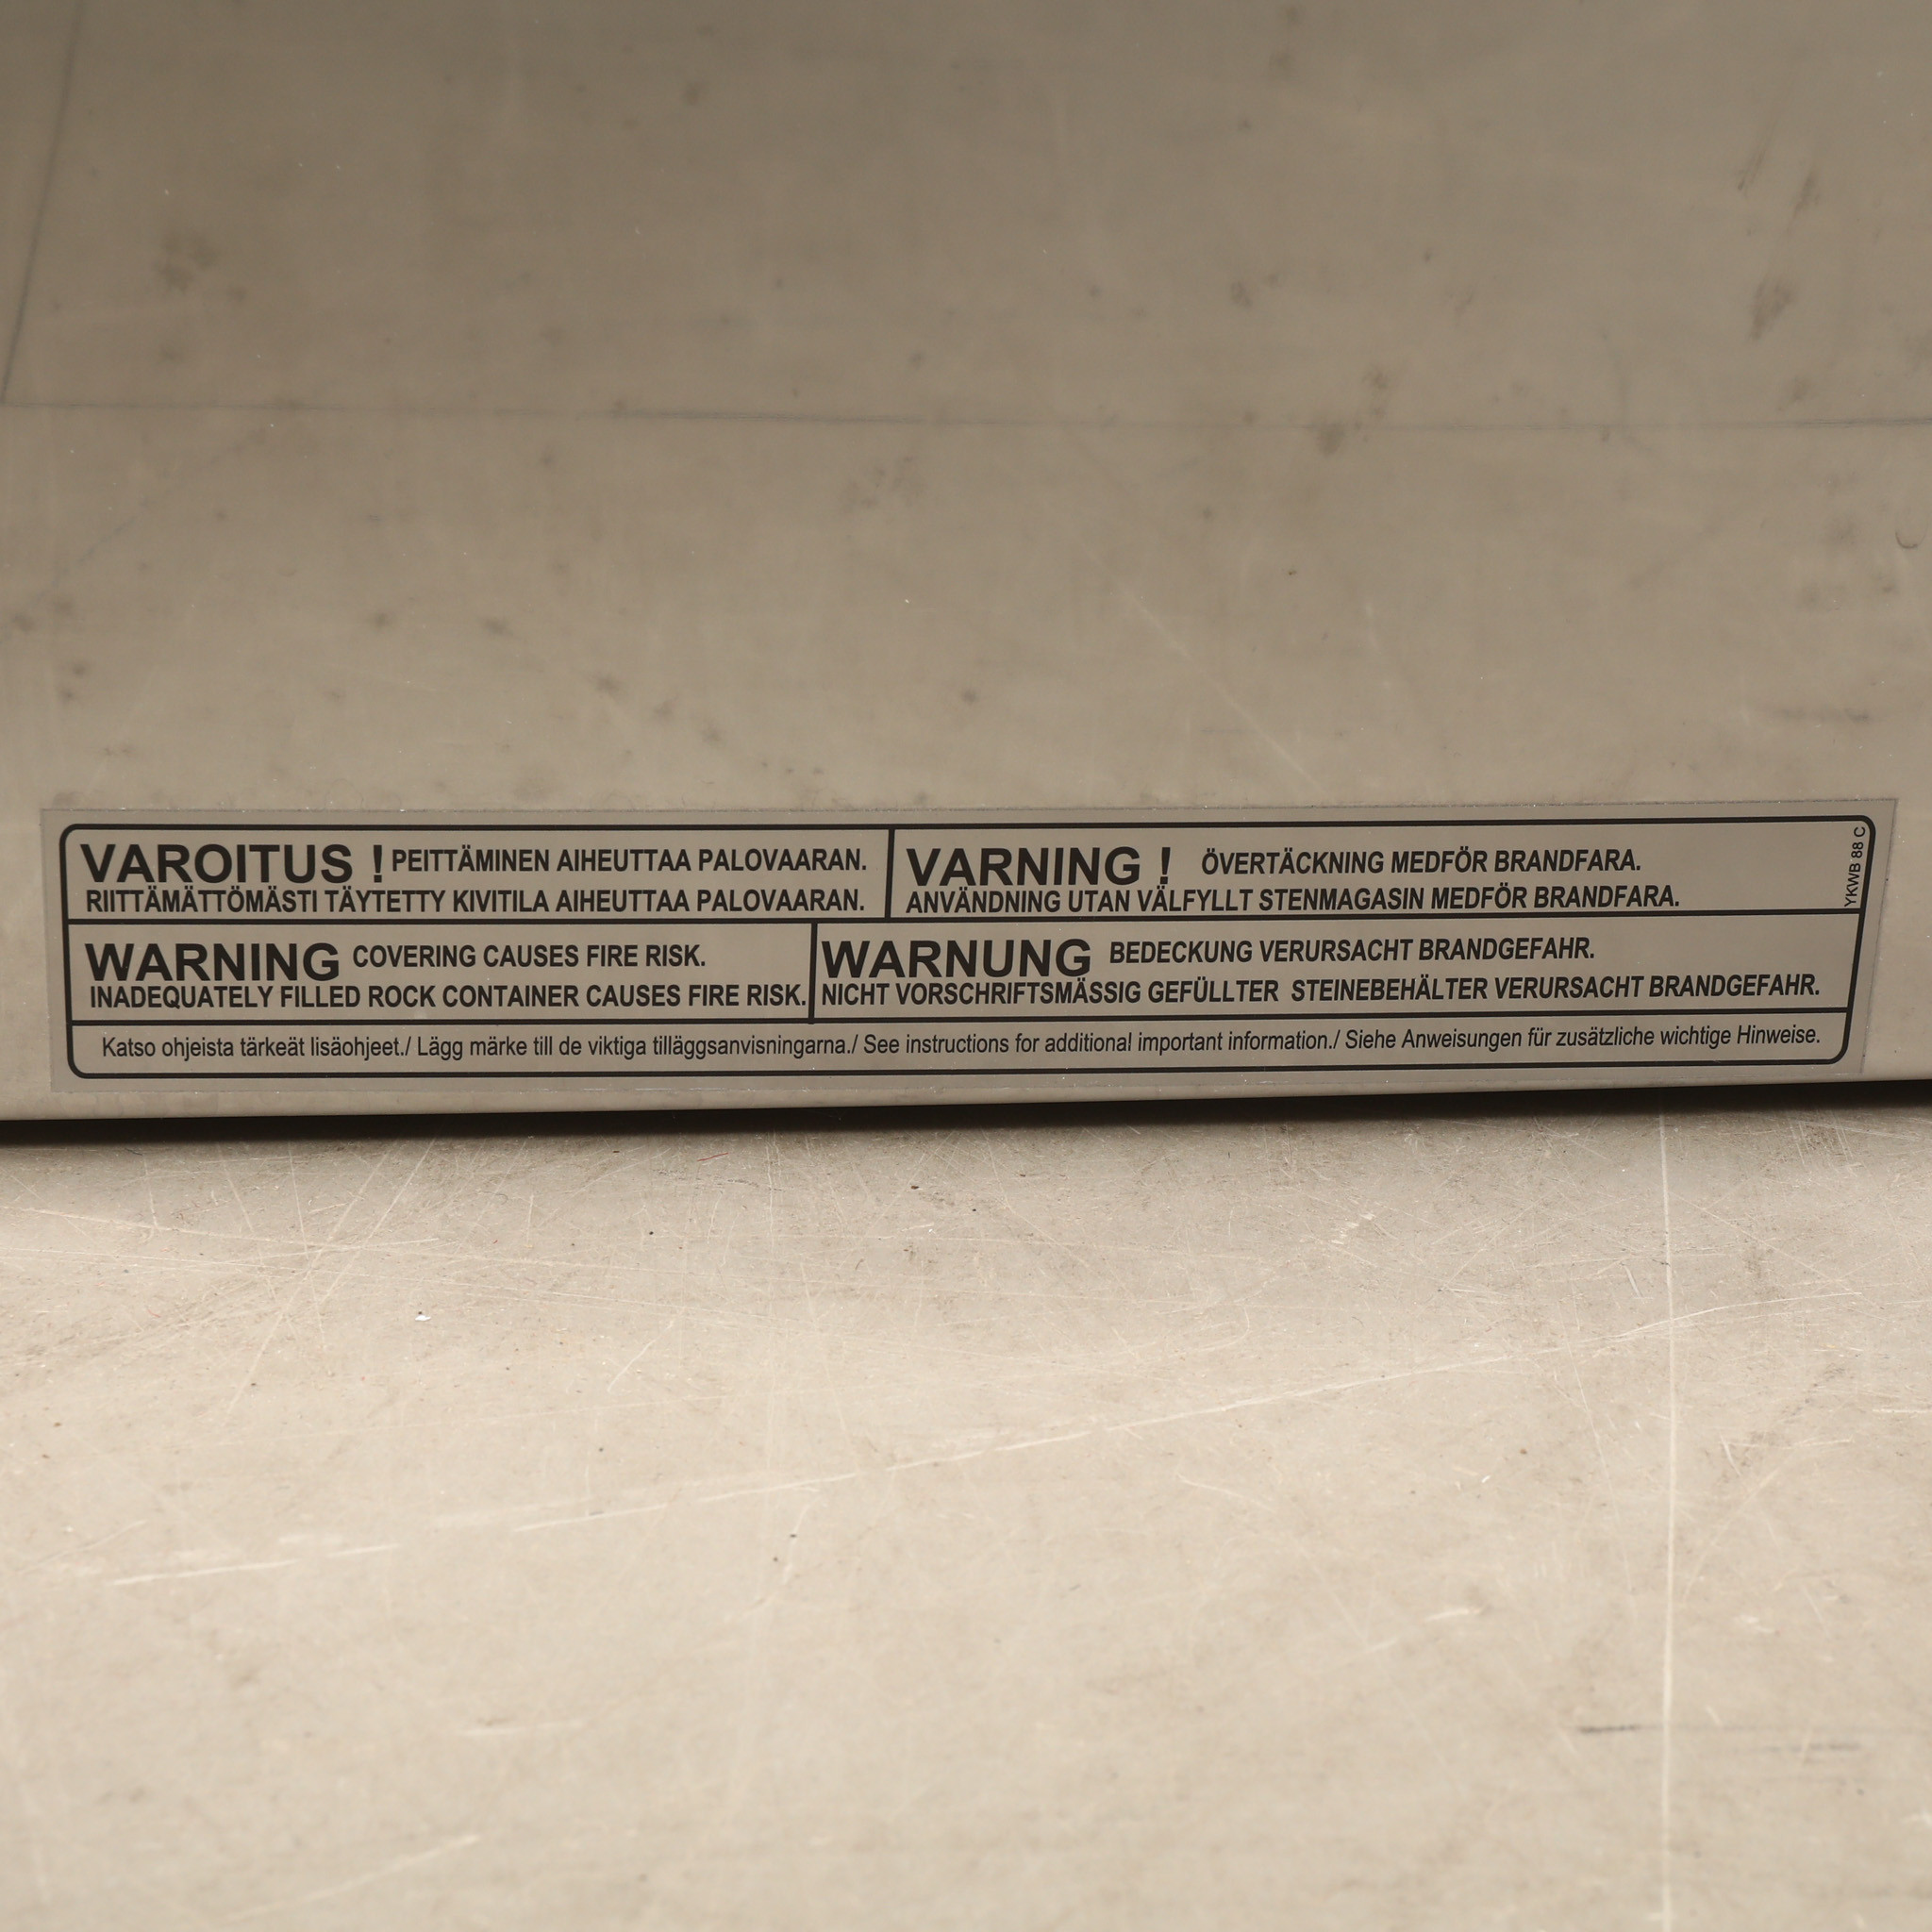 VAROITUS ! PEITTÄMINEN AIHEUTTAA PALOVAARAN.
RIITTÄMÄTTÖMÄSTI TÄYTETTY KIVITILA AIHEUTTAA PALOVAARAN.
VARNING ! ÖVERTÄCKNING MEDFÖR BRANDFARA.
ANVÄNDNING UTAN VÄLFYLLT STENMAGASIN MEDFÖR BRANDFARA.
YKWB 88 C
WARNING COVERING CAUSES FIRE RISK.
INADEQUATELY FILLED ROCK CONTAINER CAUSES FIRE RISK.
WARNUNG BEDECKUNG VERURSACHT BRANDGEFAHR.
NICHT VORSCHRIFTSMÄSSIG GEFÜLLTER STEINEBEHÄLTER VERURSACHT BRANDGEFAHR.
Katso ohjeista tärkeät lisäohjeet./ Lägg märke till de viktiga tilläggsanvisningarna./ See instructions for additional important information./ Siehe Anweisungen für zusätzliche wichtige Hinweise.